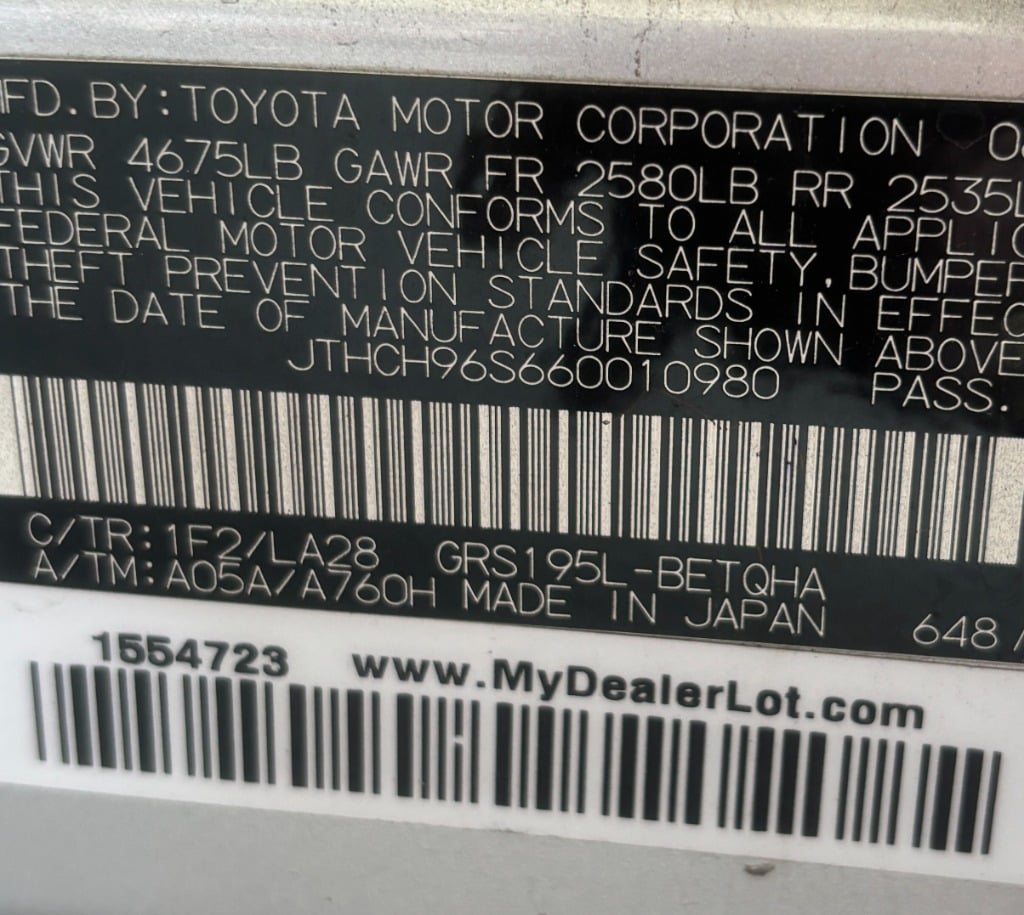 MFD. BY: TOYOTA MOTOR CORPORATION
GVWR 4675LB GAWR FR 2580LB RR 2535L
THIS VEHICLE CONFORMS TO ALL APPLIC
FEDERAL MOTOR VEHICLE SAFETY, BUMPER
THEFT PREVENTION STANDARDS IN EFFEC
THE DATE OF MANUFACTURE SHOWN ABOVE
JTHCH96S660010980 PASS.
C/TR: 1F2/LA28 GRS195L-BETQHA
A/TM: A05A/A760H MADE IN JAPAN 648/
1554723 www.MyDealerLot.com